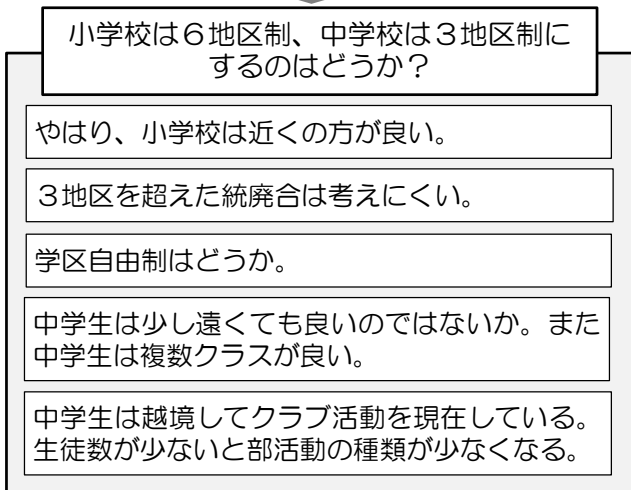 小学校は６地区制、中学校は３地区制に
するのはどうか？
やはり、小学校は近くの方が良い。
３地区を超えた統廃合は考えにくい。
学区自由制はどうか。
中学生は少し遠くても良いのではないか。また
中学生は複数クラスが良い。
中学生は越境してクラブ活動を現在している。
生徒数が少ないと部活動の種類が少なくなる。